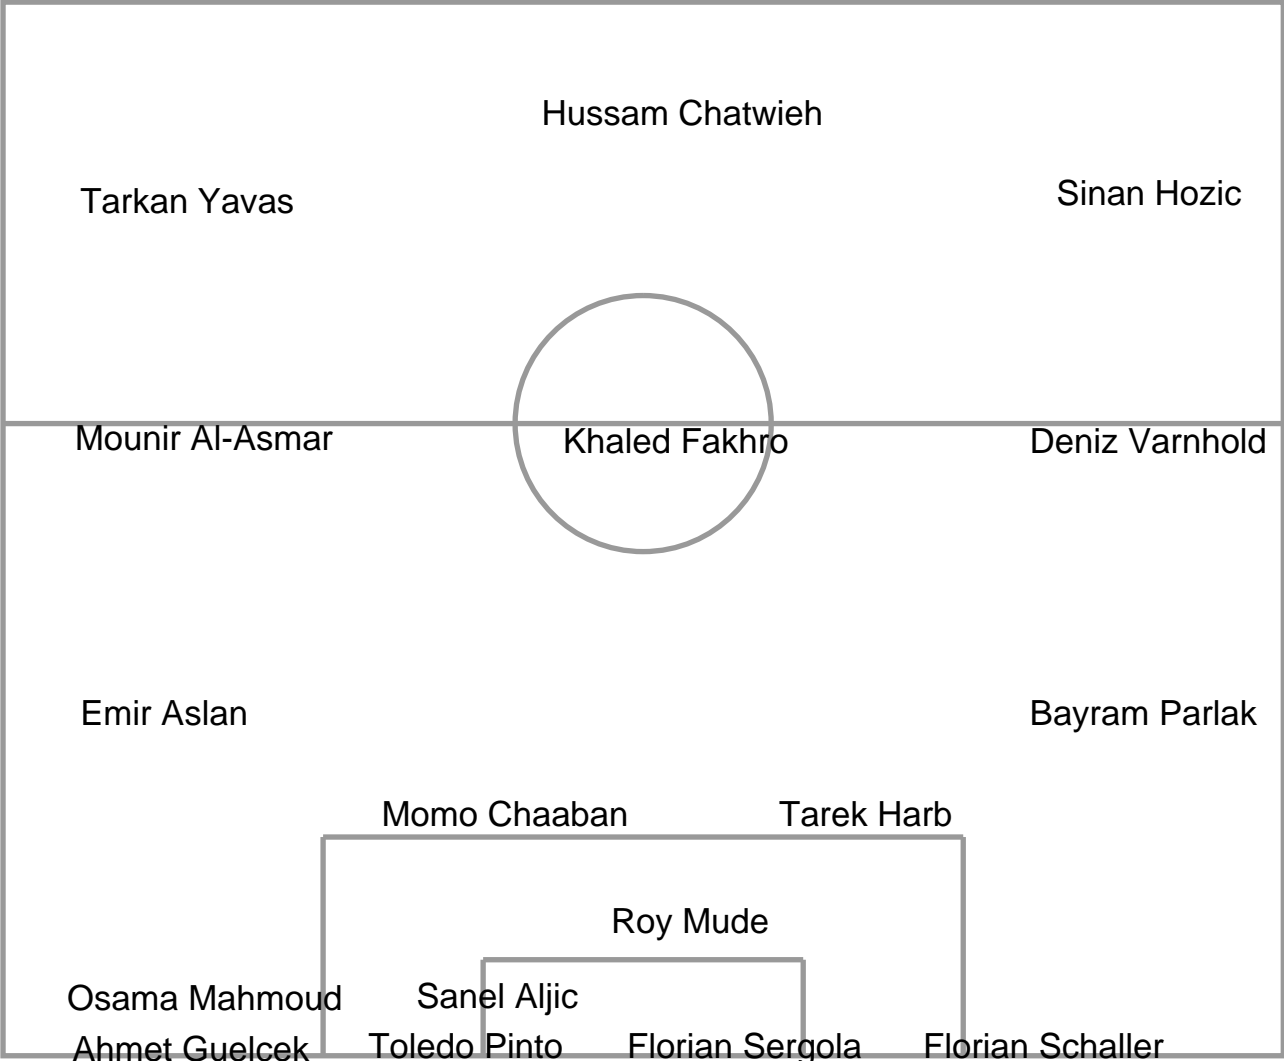 Hussam Chatwieh
Tarkan Yavas
Sinan Hozic
Mounir Al-Asmar
Khaled Fakhro
Deniz Varnhold
Emir Aslan
Bayram Parlak
Momo Chaaban
Tarek Harb
Roy Mude
Osama Mahmoud
Sanel Aljic
Ahmet Guelcek
Toledo Pinto
Florian Sergola
Florian Schaller